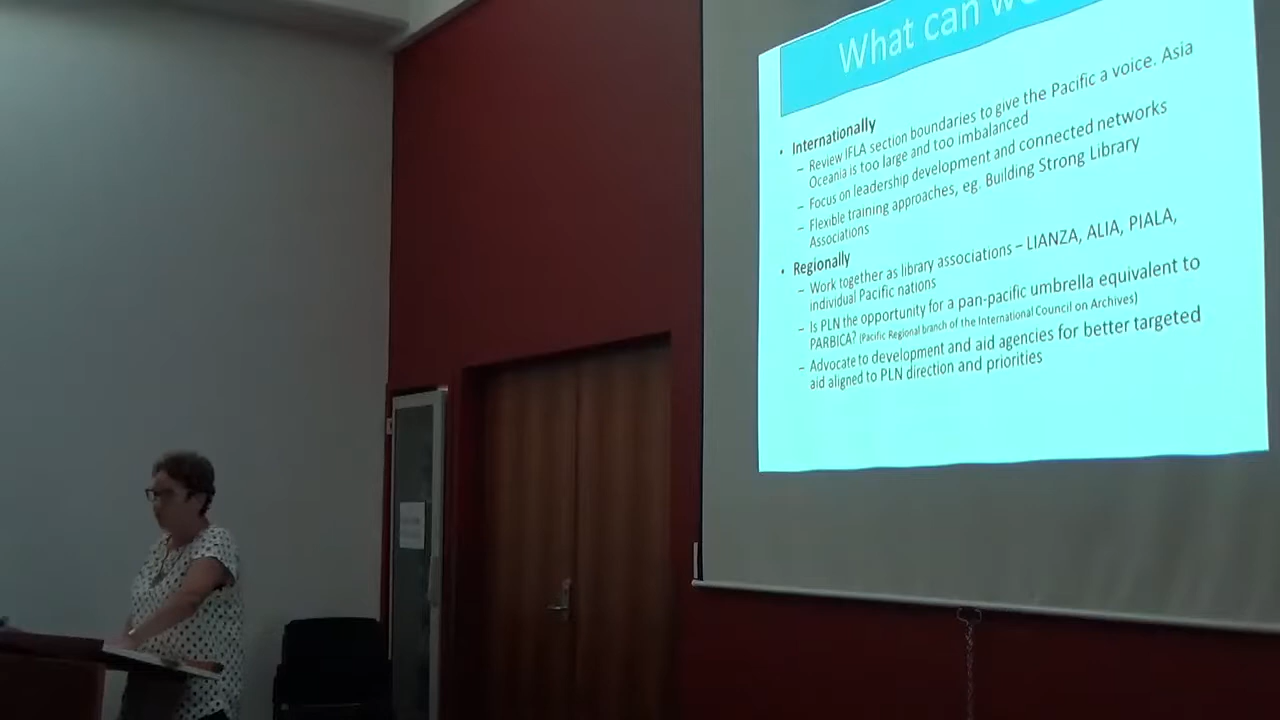 What can we
• Internationally
– Review IFLA section boundaries to give the Pacific a voice. Asia
Oceania is too large and too imbalanced
– Focus on leadership development and connected networks
– Flexible training approaches, eg. Building Strong Library
Associations
• Regionally
– Work together as library associations – LIANZA, ALIA, PIALA,
individual Pacific nations
– Is PLN the opportunity for a pan-pacific umbrella equivalent to
PARBICA? (Pacific Regional branch of the International Council on Archives)
– Advocate to development and aid agencies for better targeted
aid aligned to PLN direction and priorities